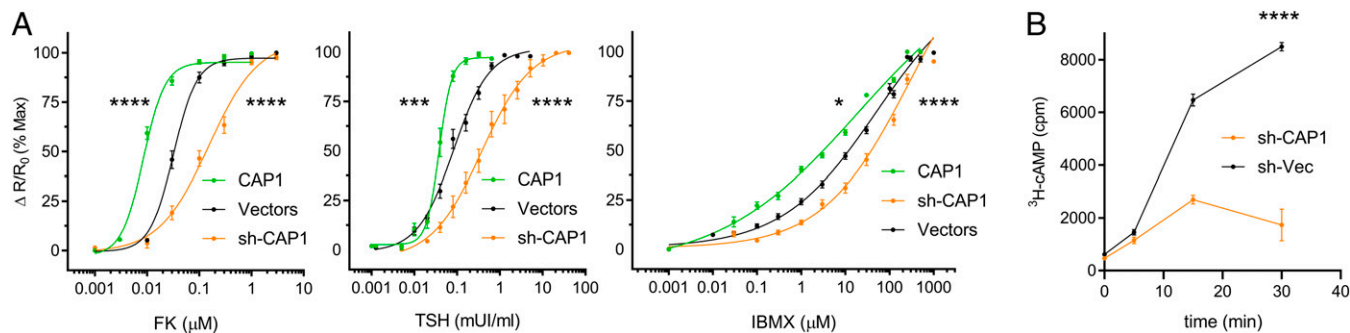 A
Δ R/R0 (% Max)
100
75
50
25
0
****
****
CAP1
Vectors
sh-CAP1
0.001 0.01 0.1 1 10
FK (μM)
100
75
50
25
0
***
****
CAP1
Vectors
sh-CAP1
0.001 0.01 0.1 1 10 100
TSH (mUI/ml)
100
75
50
25
0
*
****
CAP1
sh-CAP1
Vectors
0.001 0.01 0.1 1 10 100 1000
IBMX (μM)
B
****
3H-cAMP (cpm)
8000
6000
4000
2000
0
sh-CAP1
sh-Vec
0 10 20 30 40
time (min)